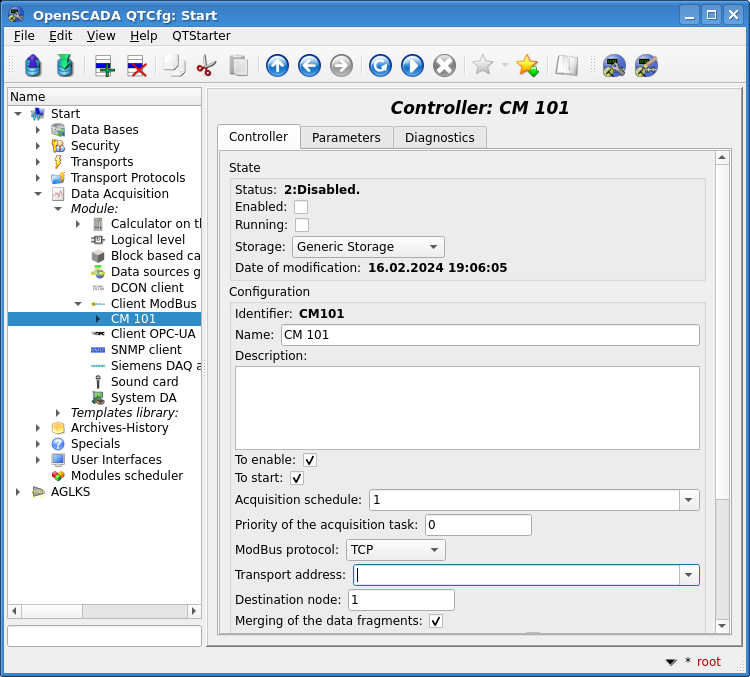 OpenSCADA QTCfg: Start
File Edit View Help QTStarter
Name
Start
Data Bases
Security
Transports
Transport Protocols
Data Acquisition
Module:
Calculator on th
Logical level
Block based ca
Data sources g
DCON client
Client ModBus
CM 101
Client OPC-UA
SNMP client
Siemens DAQ a
Sound card
System DA
Templates library:
Archives-History
Specials
User Interfaces
Modules scheduler
AGLKS
Controller: CM 101
Controller Parameters Diagnostics
State
Status: 2:Disabled.
Enabled:
Running:
Storage: Generic Storage
Date of modification: 16.02.2024 19:06:05
Configuration
Identifier: CM101
Name: CM 101
Description:
To enable:
To start:
Acquisition schedule: 1
Priority of the acquisition task: 0
ModBus protocol: TCP
Transport address:
Destination node: 1
Merging of the data fragments:
* root